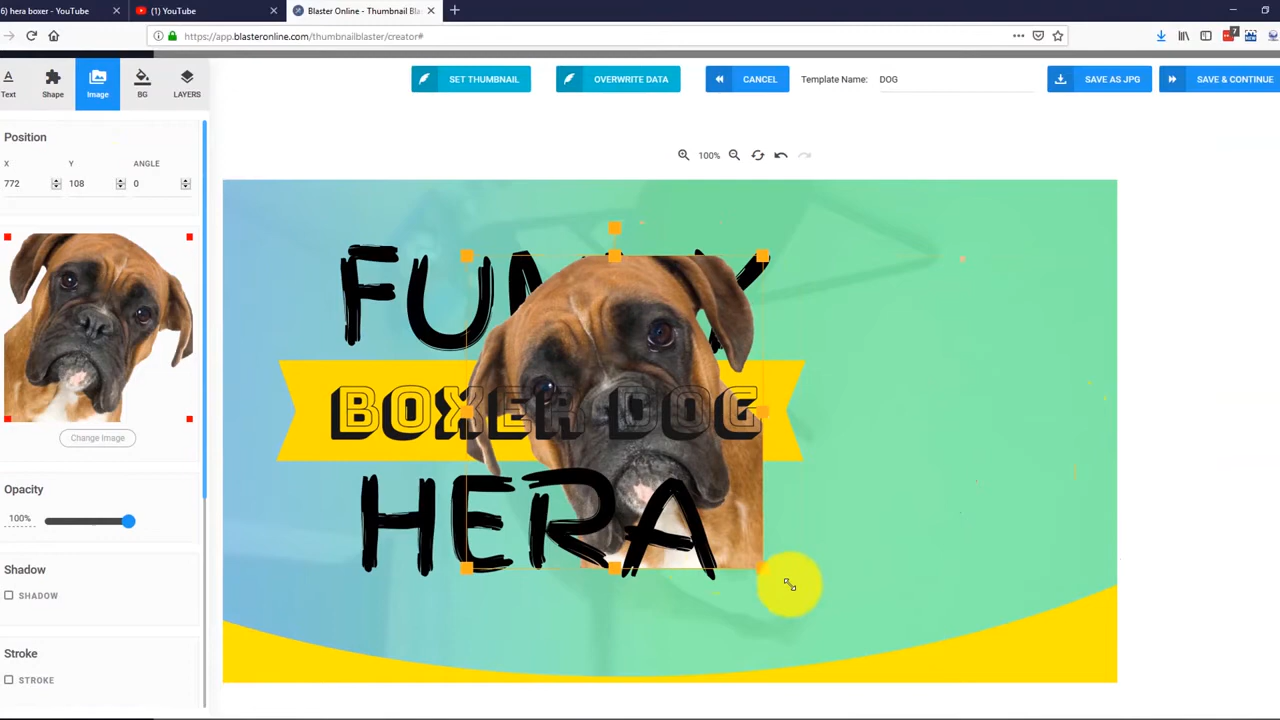 6) hera boxer - YouTube
(1) YouTube
Blaster Online - Thumbnail Bla
https://app.blasteronline.com/thumbnailblaster/creator#
7
Text
Shape
Image
BG
LAYERS
SET THUMBNAIL
OVERWRITE DATA
CANCEL
Template Name:
DOG
SAVE AS JPG
SAVE & CONTINUE
Position
X
Y
ANGLE
772
108
0
100%
Change Image
Opacity
100%
Shadow
SHADOW
Stroke
STROKE
BOXER DOG
HERA